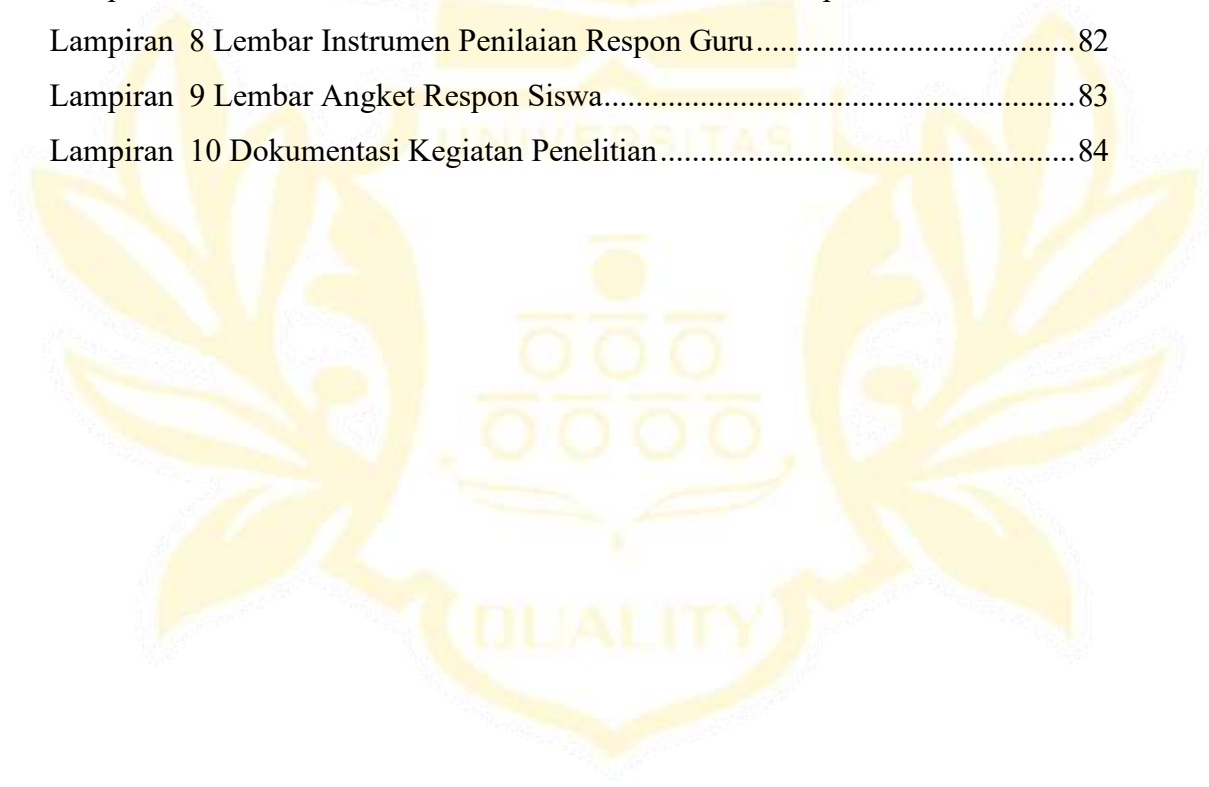 Lampiran 8 Lembar Instrumen Penilaian Respon Guru....................................82
Lampiran 9 Lembar Angket Respon Siswa....................................................83
UNIVERSITAS
Lampiran 10 Dokumentasi Kegiatan Penelitian..............................................84
QUALITY